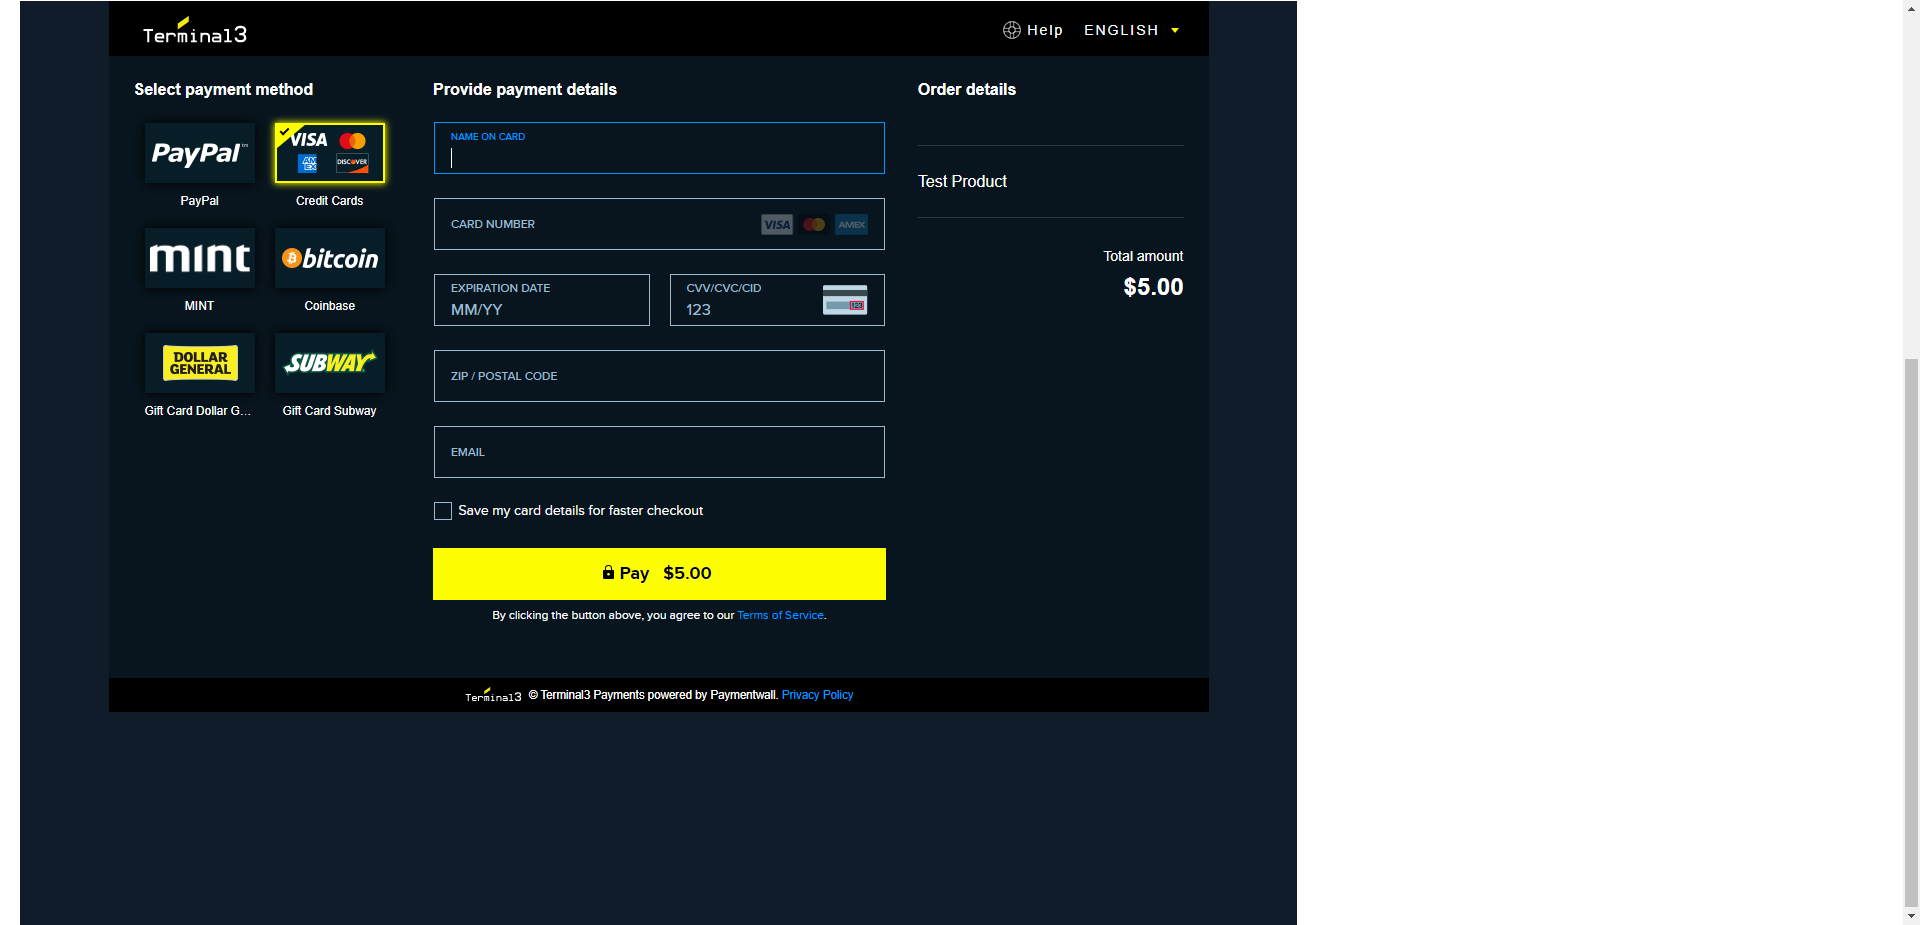 Terminal3
Help ENGLISH
Select payment method
PayPal™
PayPal
VISA
AMEX
DISCOVER
Credit Cards
mint
MINT
bitcoin
Coinbase
DOLLAR GENERAL
Gift Card Dollar G...
SUBWAY
Gift Card Subway
Provide payment details
NAME ON CARD
CARD NUMBER VISA AMEX
EXPIRATION DATE
MM/YY
CVV/CVC/CID
123
123
ZIP / POSTAL CODE
EMAIL
Save my card details for faster checkout
Pay $5.00
By clicking the button above, you agree to our Terms of Service.
Order details
Test Product
Total amount
$5.00
Terminal3 © Terminal3 Payments powered by Paymentwall. Privacy Policy